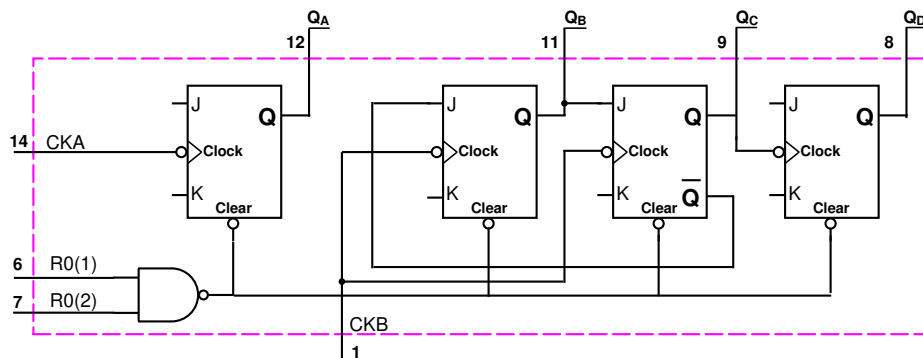 QA QB QC QD
12 11 9 8
J J J J
Q Q Q Q
14 CKA Clock Clock Clock Clock
K K K Q̅ K
Clear Clear Clear Clear
6 R0(1)
7 R0(2)
CKB
1